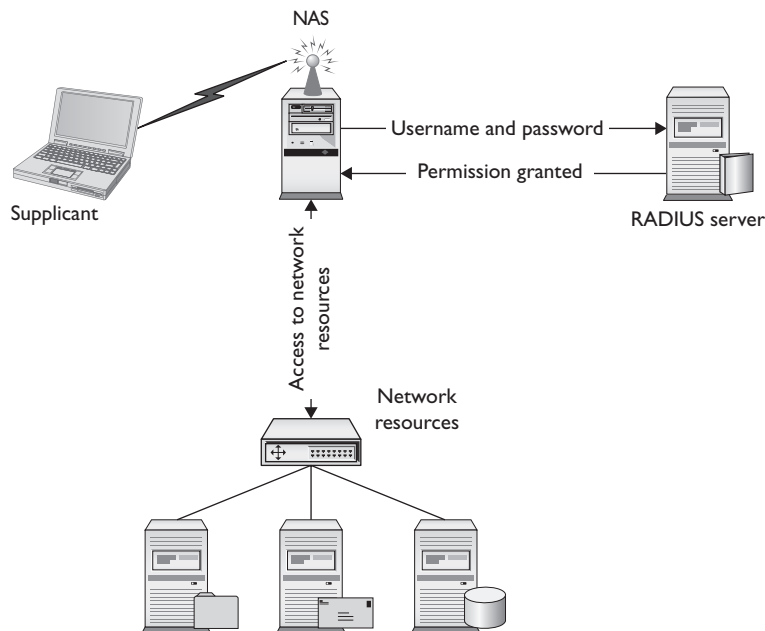 NAS
Username and password
Permission granted
Supplicant
RADIUS server
Access to network
resources
Network
resources